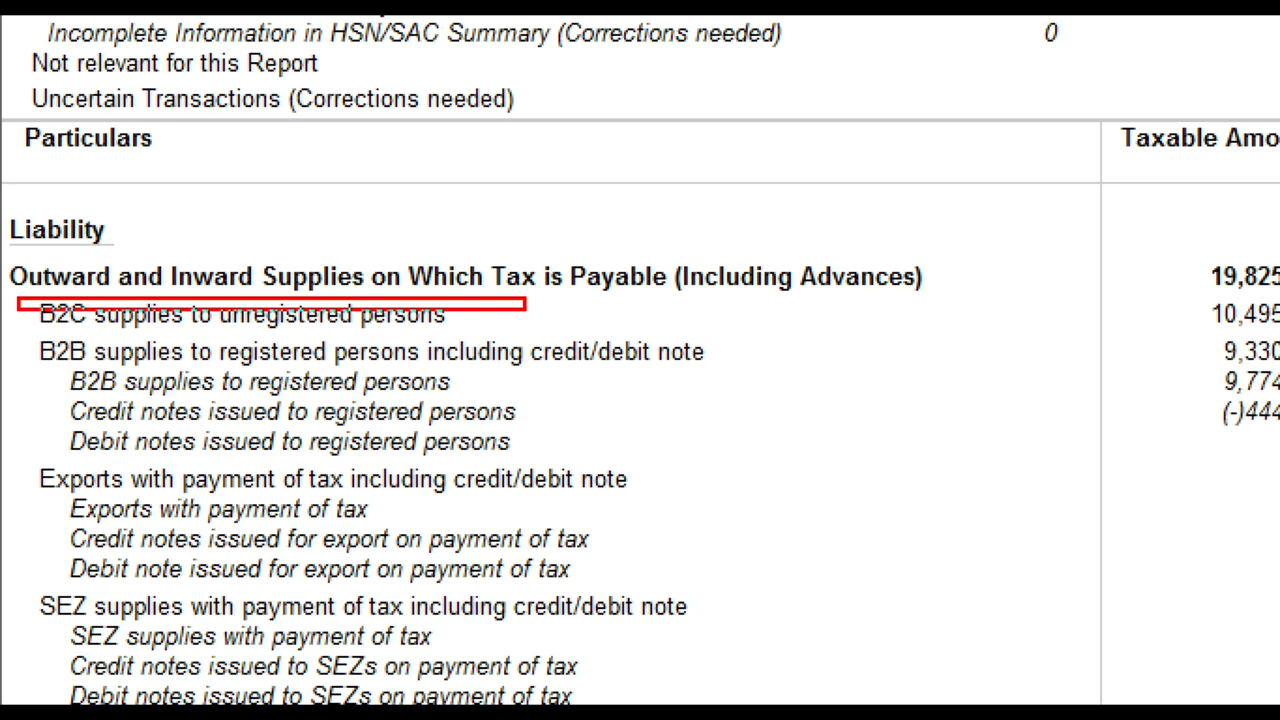 Incomplete Information in HSN/SAC Summary (Corrections needed) 0
Not relevant for this Report
Uncertain Transactions (Corrections needed)
Particulars Taxable Amo
Liability
Outward and Inward Supplies on Which Tax is Payable (Including Advances) 19,825
B2C supplies to unregistered persons 10,495
B2B supplies to registered persons including credit/debit note 9,330
B2B supplies to registered persons 9,774
Credit notes issued to registered persons (-)444
Debit notes issued to registered persons
Exports with payment of tax including credit/debit note
Exports with payment of tax
Credit notes issued for export on payment of tax
Debit note issued for export on payment of tax
SEZ supplies with payment of tax including credit/debit note
SEZ supplies with payment of tax
Credit notes issued to SEZs on payment of tax
Debit notes issued to SEZs on payment of tax